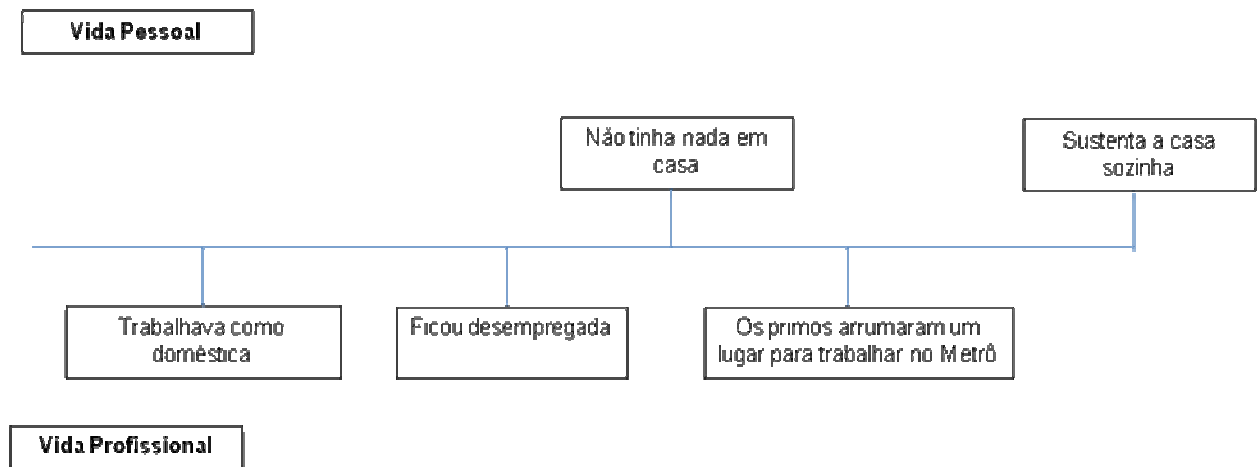 Vida Pessoal
Não tinha nada em
casa
Sustenta a casa
sozinha
Trabalhava como
doméstica
Ficou desempregada
Os primos arrumaram um
lugar para trabalhar no Metrô
Vida Profissional